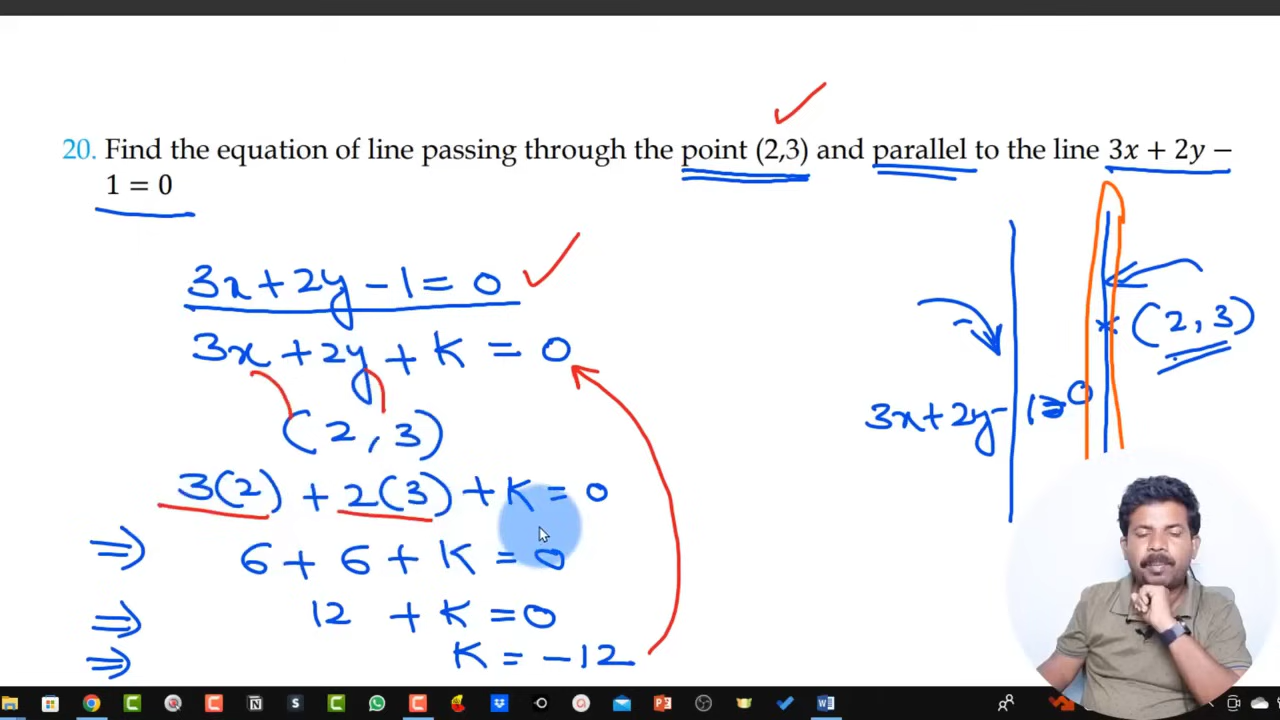 20. Find the equation of line passing through the point (2,3) and parallel to the line 3x + 2y −
1 = 0
3x + 2y - 1 = 0
3x + 2y + K = 0
(2, 3)
3(2) + 2(3) + K = 0
⇒ 6 + 6 + K = 0
⇒ 12 + K = 0
⇒ K = -12
(2, 3)
3x + 2y - 1 = 0